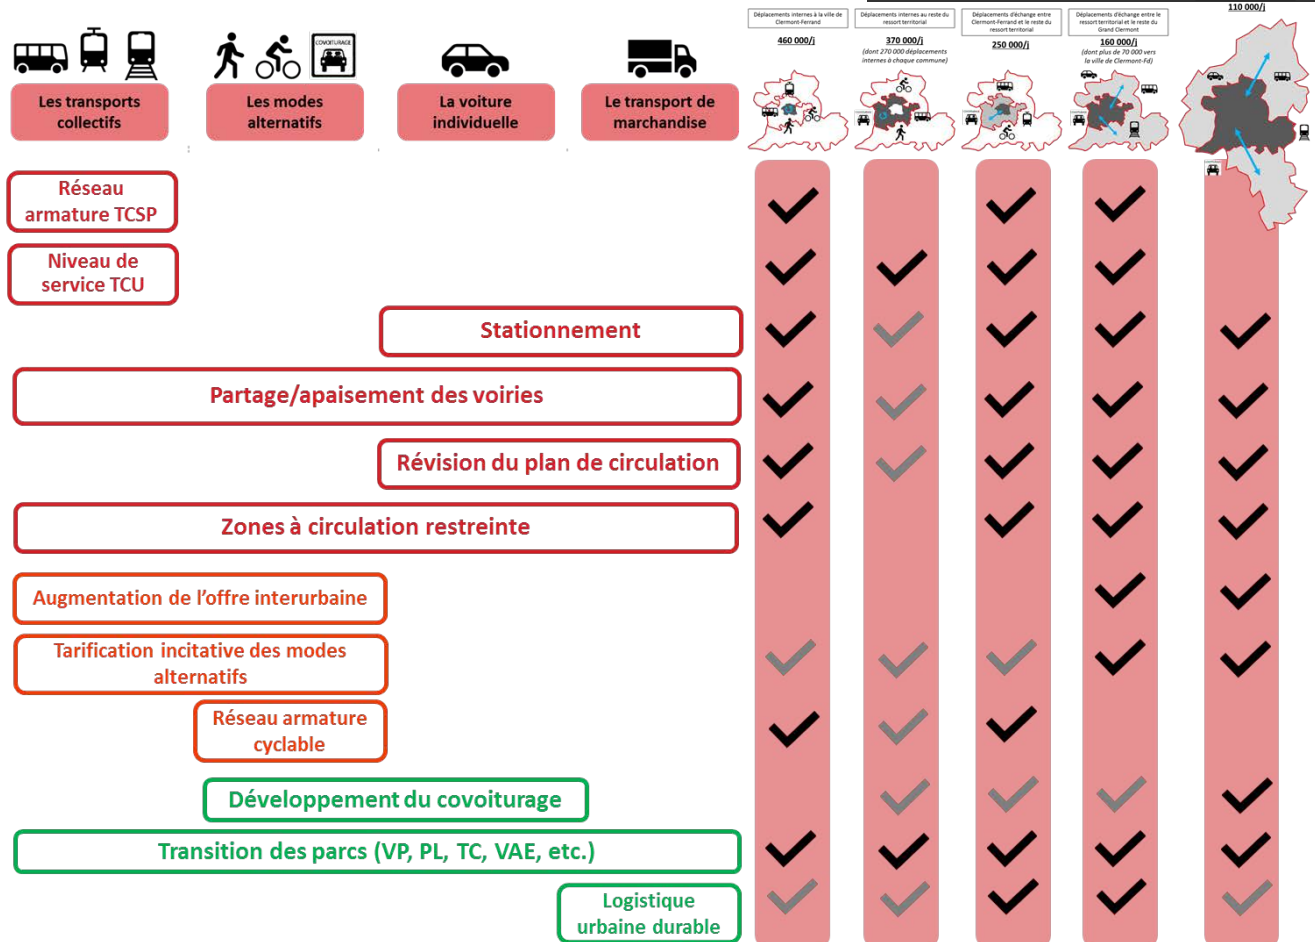 Déplacements internes à la ville de
Clermont-Ferrand
460 000/j
Déplacements internes au reste du
ressort territorial
370 000/j
(dont 270 000 déplacements
internes à chaque commune)
Déplacements d'échange entre
Clermont-Ferrand et le reste du
ressort territorial
250 000/j
Déplacements d'échange entre le
ressort territorial et le reste du
Grand Clermont
160 000/j
(dont plus de 70 000 vers
la ville de Clermont-Fd)
110 000/j
COVOITURAGE
Les transports
collectifs
Les modes
alternatifs
La voiture
individuelle
Le transport de
marchandise
Réseau
armature TCSP
Niveau de
service TCU
Stationnement
Partage/apaisement des voiries
Révision du plan de circulation
Zones à circulation restreinte
Augmentation de l'offre interurbaine
Tarification incitative des modes
alternatifs
Réseau armature
cyclable
Développement du covoiturage
Transition des parcs (VP, PL, TC, VAE, etc.)
Logistique
urbaine durable